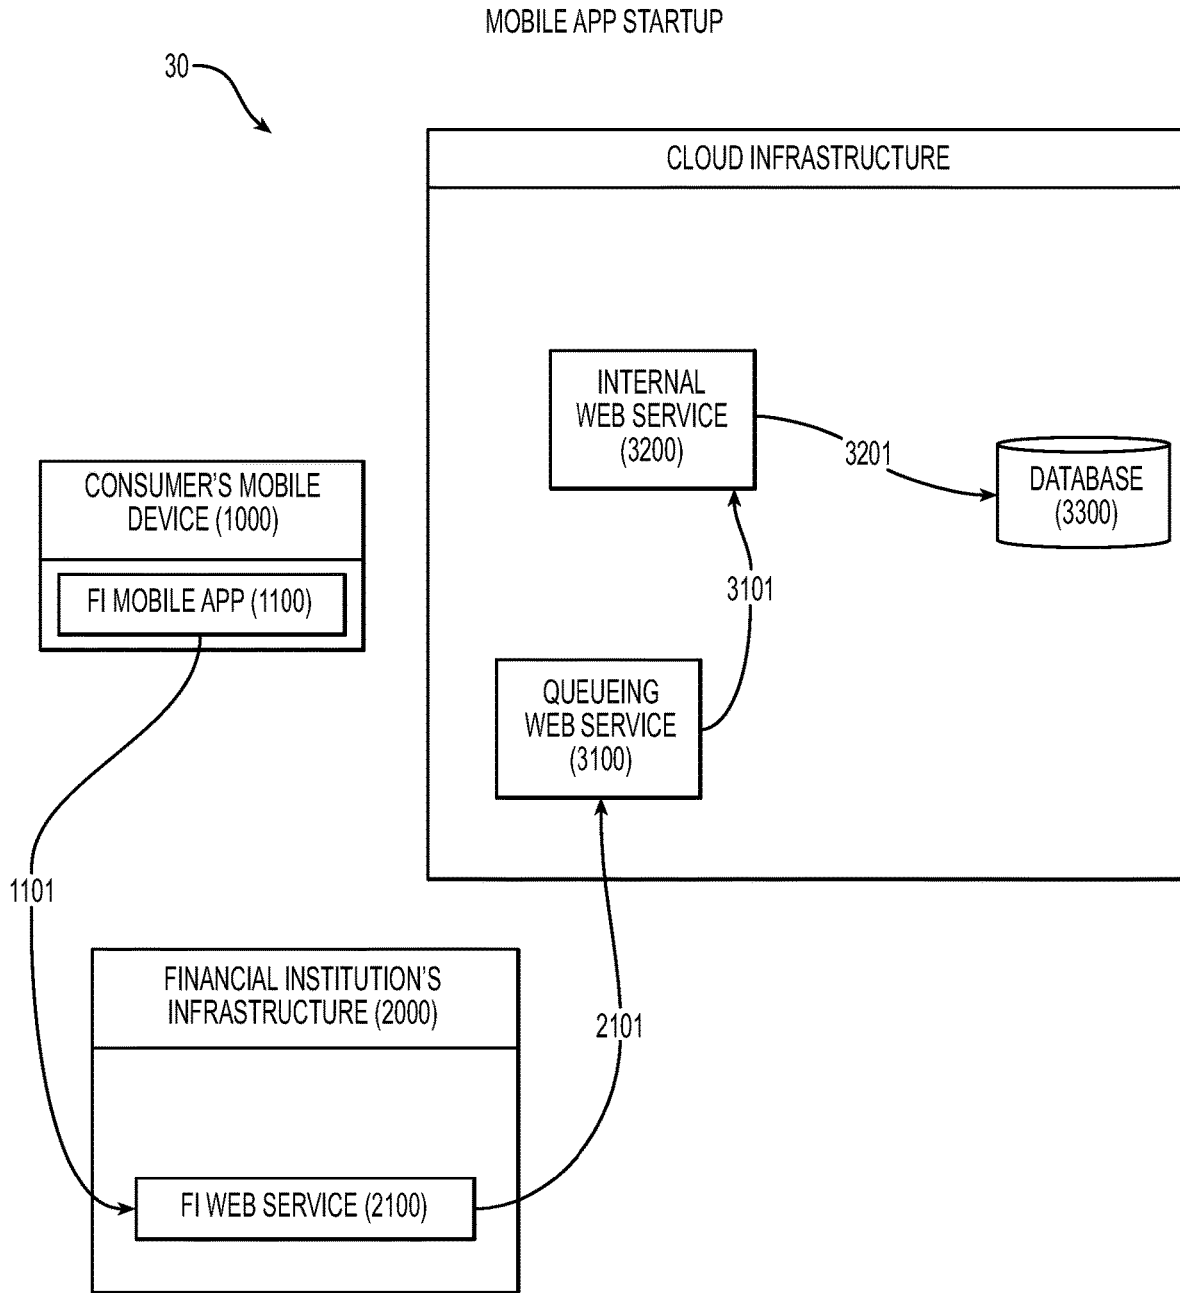 MOBILE APP STARTUP
30
CLOUD INFRASTRUCTURE
INTERNAL
WEB SERVICE
(3200)
3201
DATABASE
(3300)
CONSUMER'S MOBILE
DEVICE (1000)
FI MOBILE APP (1100)
3101
QUEUEING
WEB SERVICE
(3100)
1101
FINANCIAL INSTITUTION'S
INFRASTRUCTURE (2000)
2101
FI WEB SERVICE (2100)